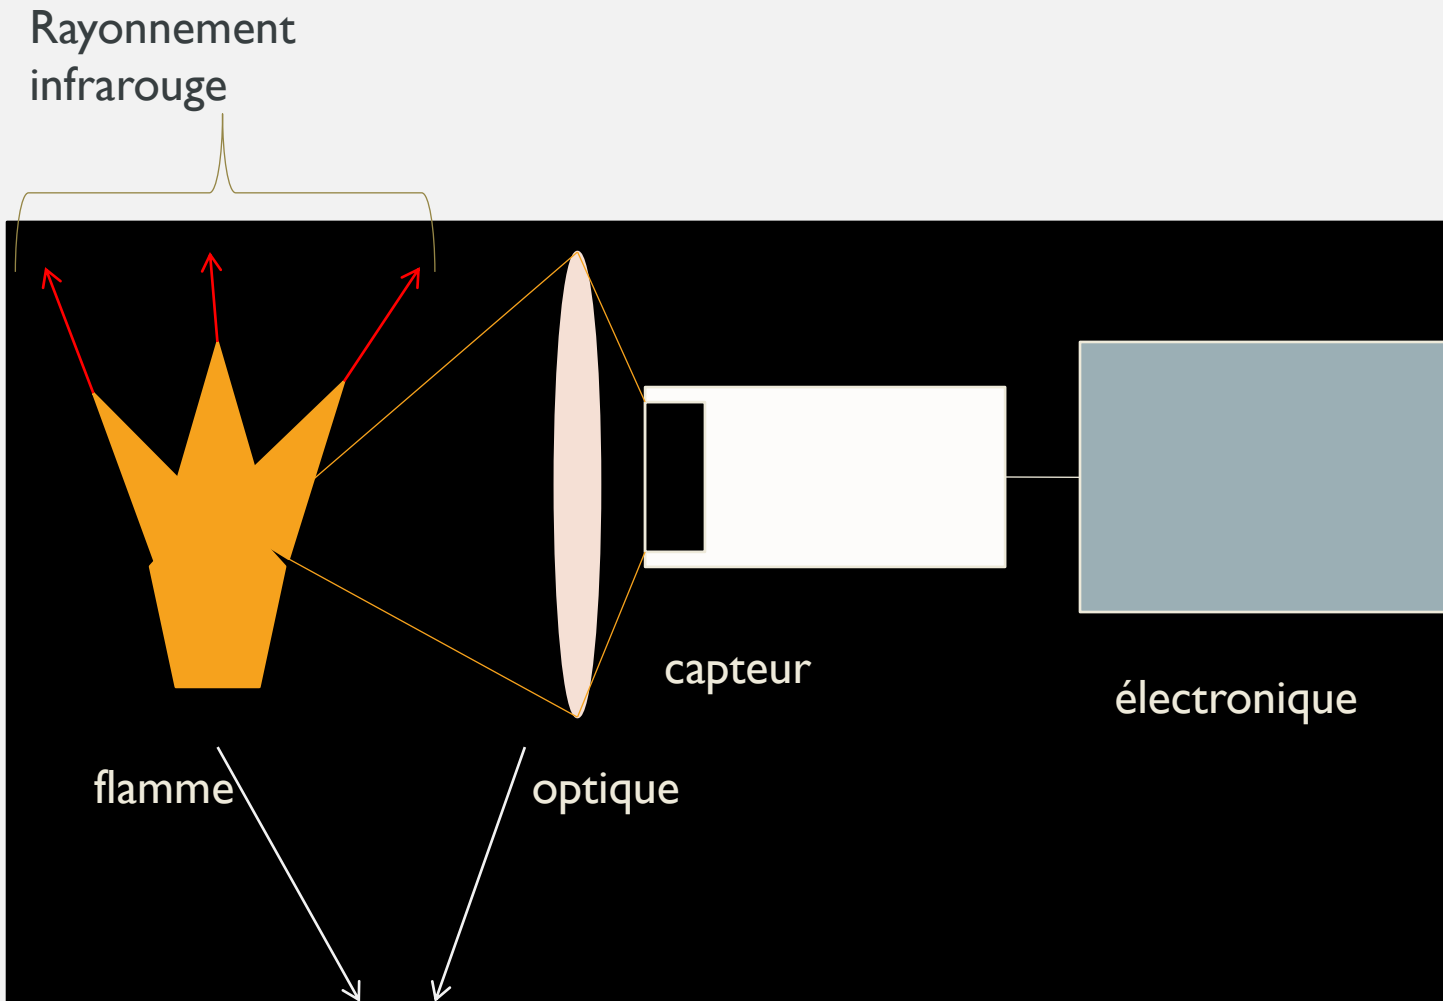 Rayonnement
infrarouge
capteur
électronique
flamme
optique